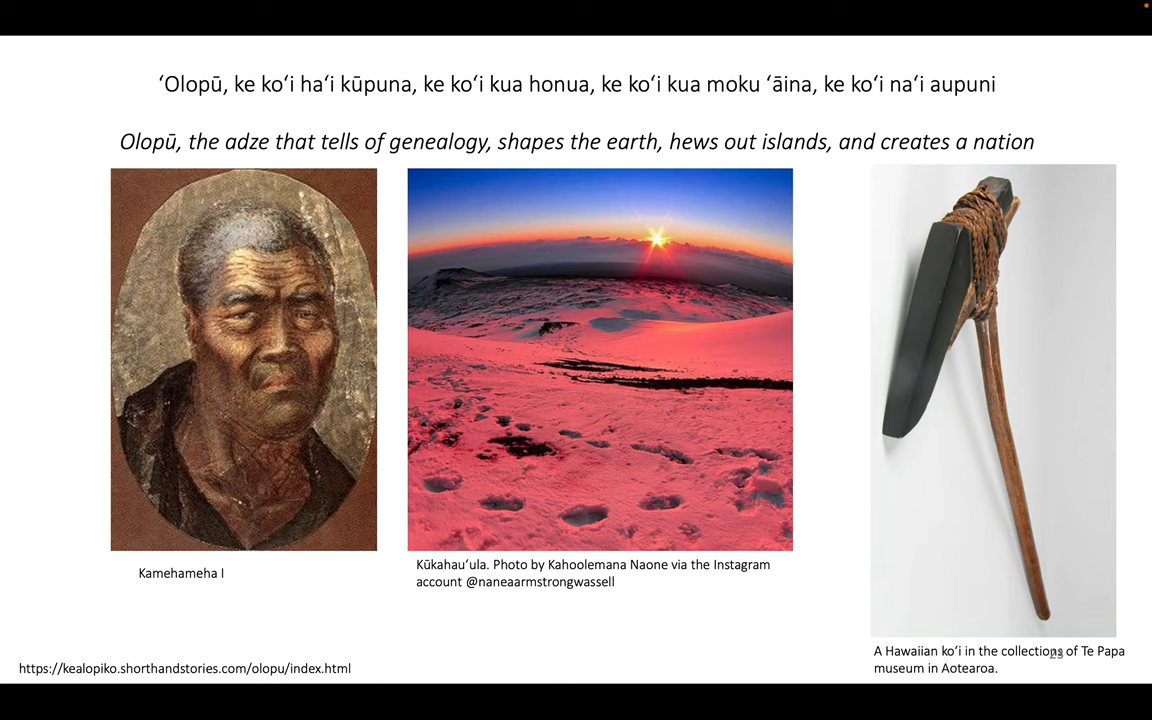 ʻOlopū, ke koʻi haʻi kūpuna, ke koʻi kua honua, ke koʻi kua moku ʻāina, ke koʻi naʻi aupuni
Olopū, the adze that tells of genealogy, shapes the earth, hews out islands, and creates a nation
Kamehameha I
Kūkahauʻula. Photo by Kahoolemana Naone via the Instagram
account @naneaarmstrongwassell
A Hawaiian koʻi in the collections of Te Papa
museum in Aotearoa.
23
https://kealopiko.shorthandstories.com/olopu/index.html